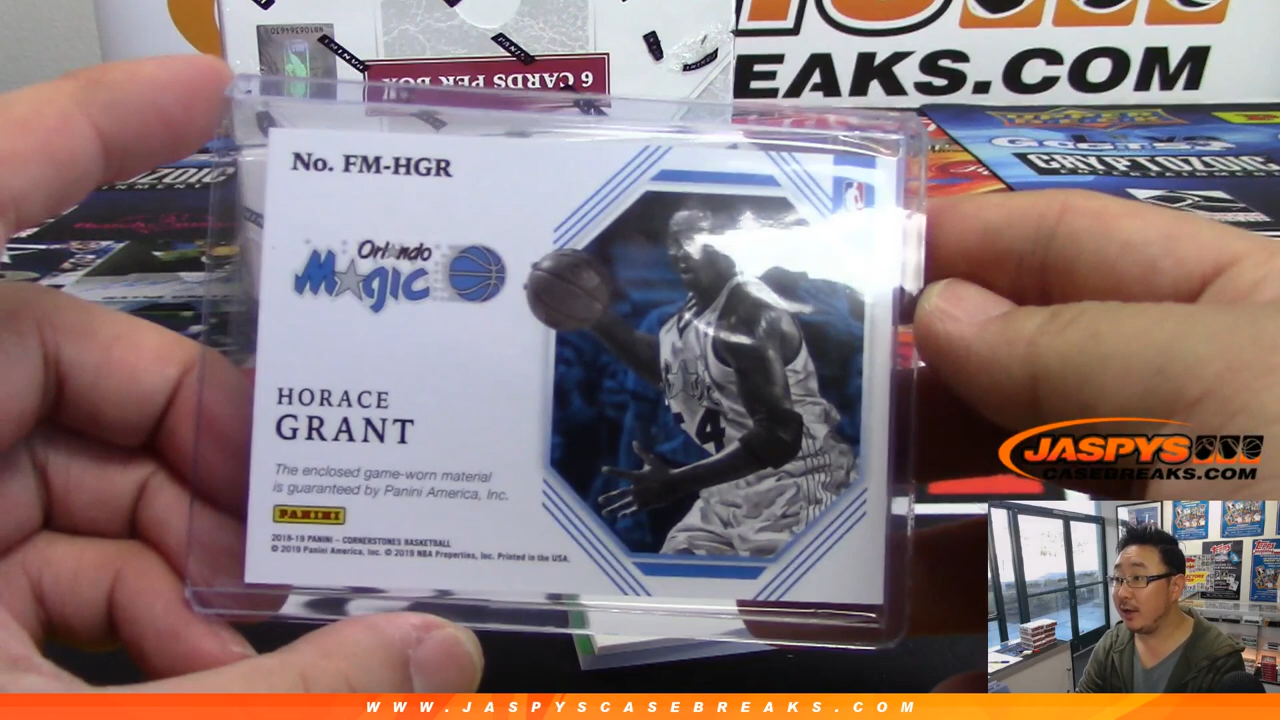 EAKS.COM
6 CARDS PER BOX
PANINI
CRYPTOZOIC
No. FM-HGR
Orlando
Magic
HORACE
GRANT
The enclosed game-worn material
is guaranteed by Panini America, Inc.
PANINI
2018-19 PANINI – CORNERSTONES BASKETBALL
© 2019 Panini America, Inc. © 2019 NBA Properties, Inc. Printed in the USA.
54
JASPYS
CASEBREAKS.COM
WWW.JASPYSCASEBREAKS.COM